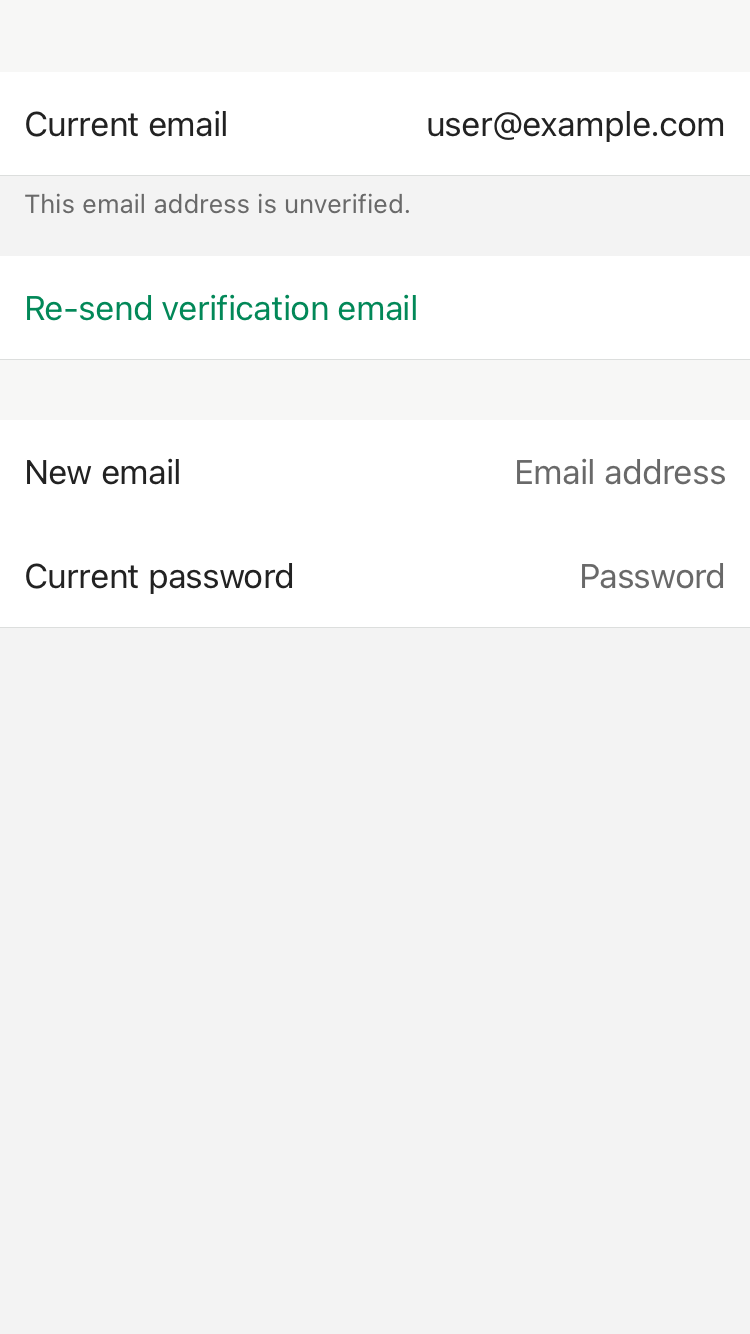 Current email user@example.com
This email address is unverified.
Re-send verification email
New email Email address
Current password Password